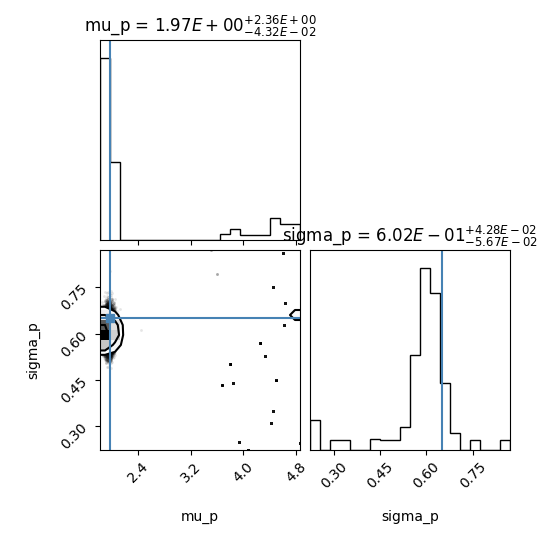 mu_p = 1.97E + 00+2.36E + 00
−4.32E − 02
sigma_p = 6.02E − 01+4.28E − 02
−5.67E − 02
0.75
0.60
0.45
0.30
sigma_p
2.4 3.2 4.0 4.8
0.30 0.45 0.60 0.75
mu_p
sigma_p